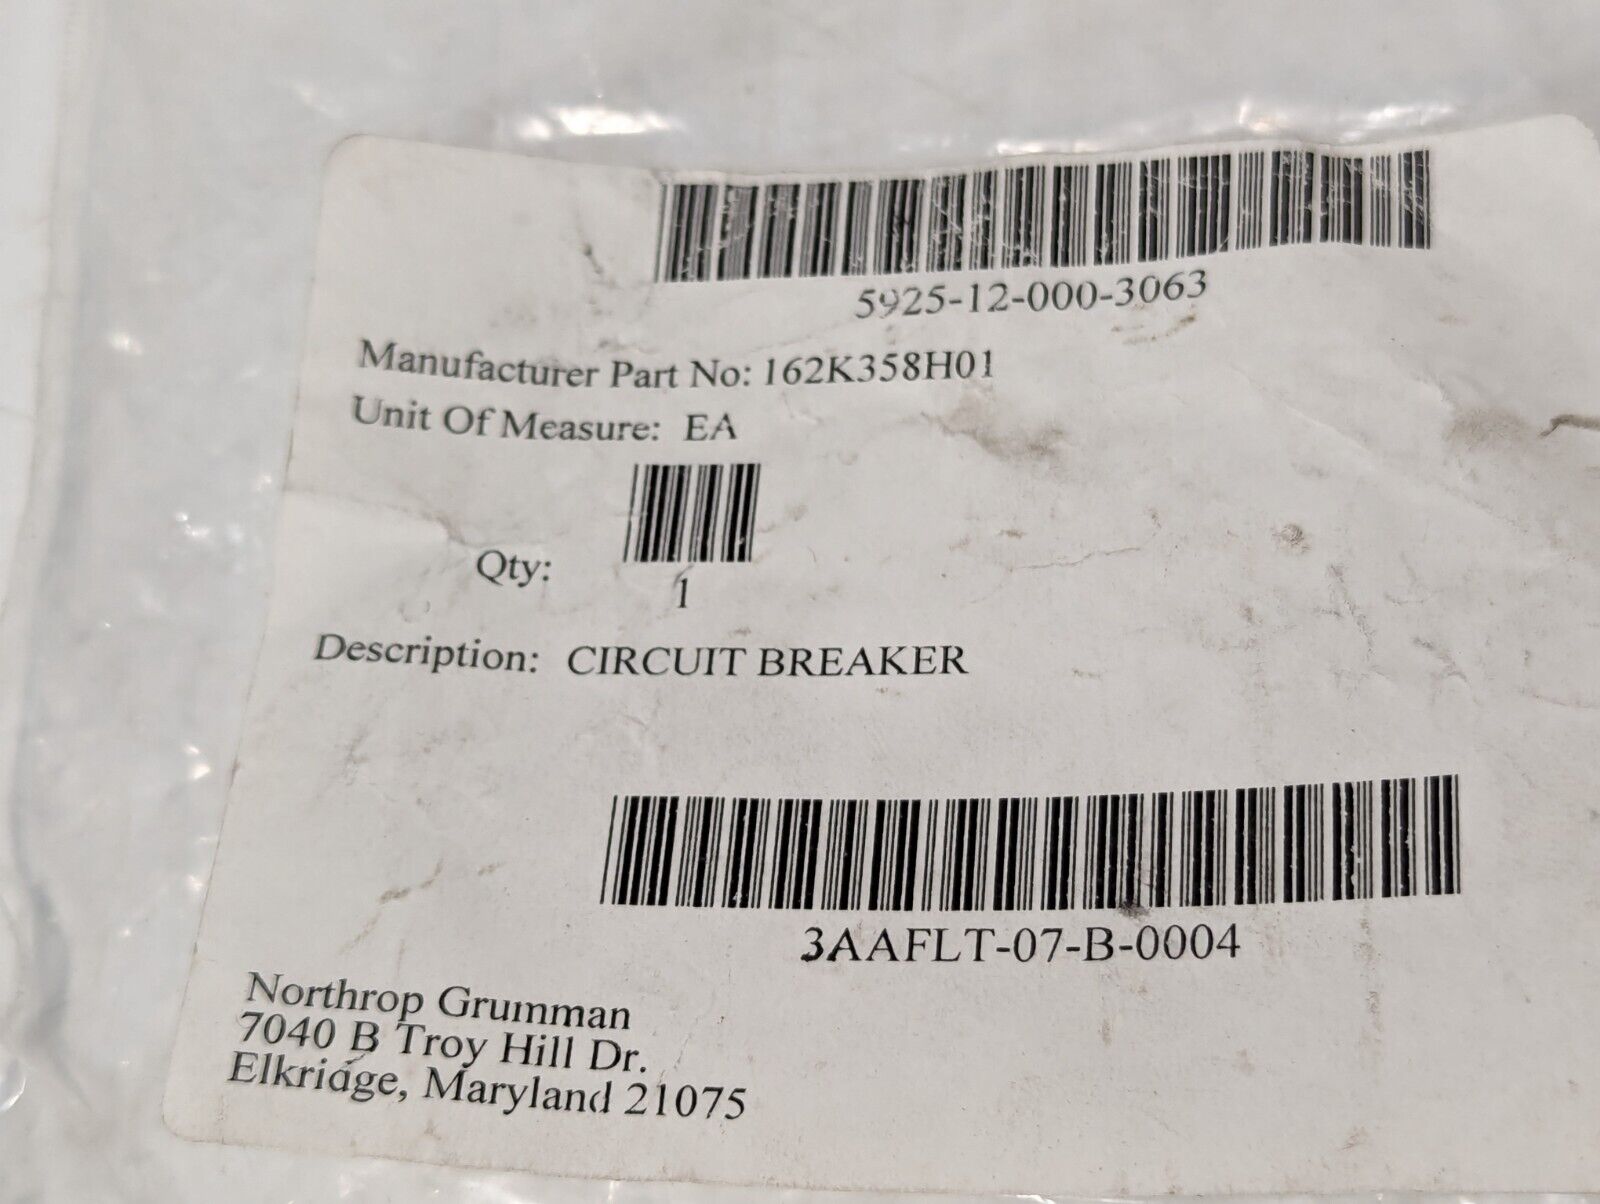 5925-12-000-3063
Manufacturer Part No: 162K358H01
Unit Of Measure: EA
Qty: 1
Description: CIRCUIT BREAKER
3AAFLT-07-B-0004
Northrop Grumman
7040 B Troy Hill Dr.
Elkridge, Maryland 21075